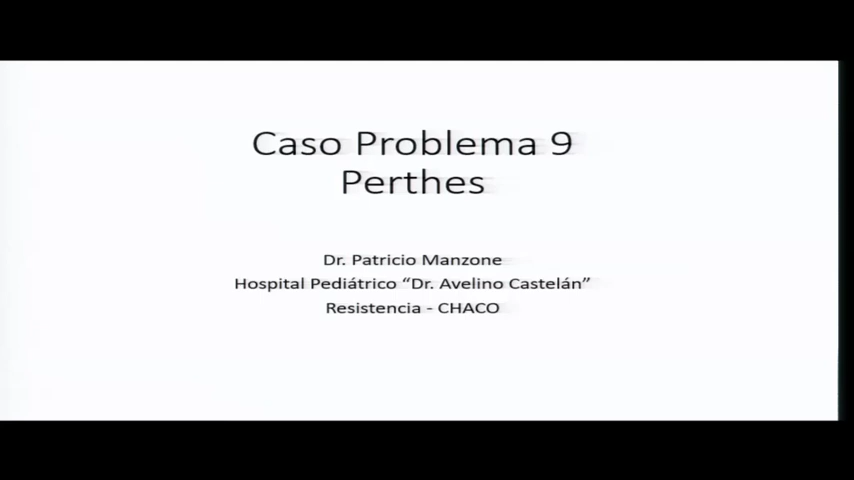 Caso Problema 9
Perthes
Dr. Patricio Manzone
Hospital Pediátrico “Dr. Avelino Castelán”
Resistencia - CHACO